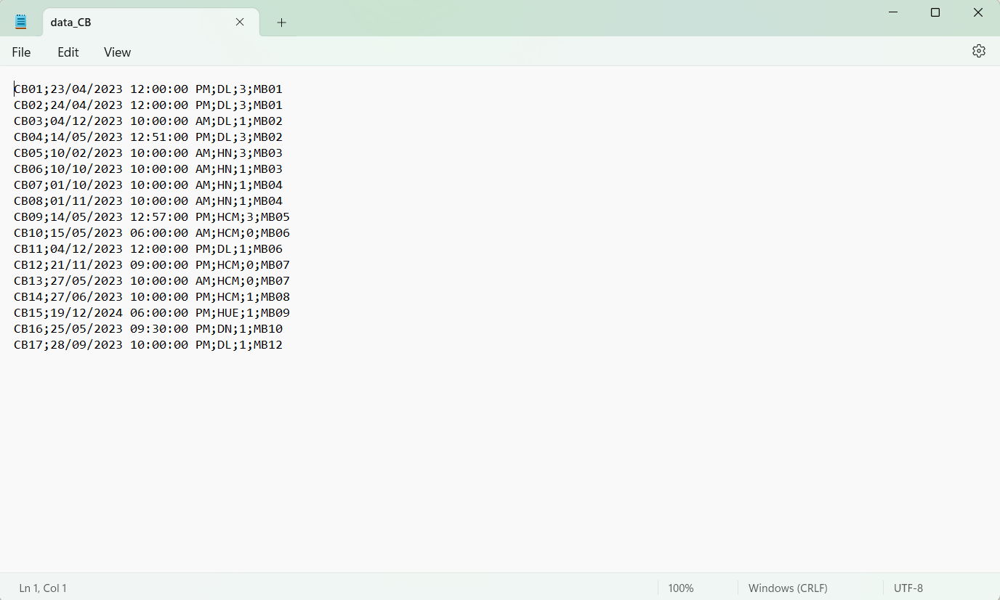 data_CB
File Edit View
CB01;23/04/2023 12:00:00 PM;DL;3;MB01
CB02;24/04/2023 12:00:00 PM;DL;3;MB01
CB03;04/12/2023 10:00:00 AM;DL;1;MB02
CB04;14/05/2023 12:51:00 PM;DL;3;MB02
CB05;10/02/2023 10:00:00 AM;HN;3;MB03
CB06;10/10/2023 10:00:00 AM;HN;1;MB03
CB07;01/10/2023 10:00:00 AM;HN;1;MB04
CB08;01/11/2023 10:00:00 AM;HN;1;MB04
CB09;14/05/2023 12:57:00 PM;HCM;3;MB05
CB10;15/05/2023 06:00:00 AM;HCM;0;MB06
CB11;04/12/2023 12:00:00 PM;DL;1;MB06
CB12;21/11/2023 09:00:00 PM;HCM;0;MB07
CB13;27/05/2023 10:00:00 AM;HCM;0;MB07
CB14;27/06/2023 10:00:00 PM;HCM;1;MB08
CB15;19/12/2024 06:00:00 PM;HUE;1;MB09
CB16;25/05/2023 09:30:00 PM;DN;1;MB10
CB17;28/09/2023 10:00:00 PM;DL;1;MB12
Ln 1, Col 1 100% Windows (CRLF) UTF-8